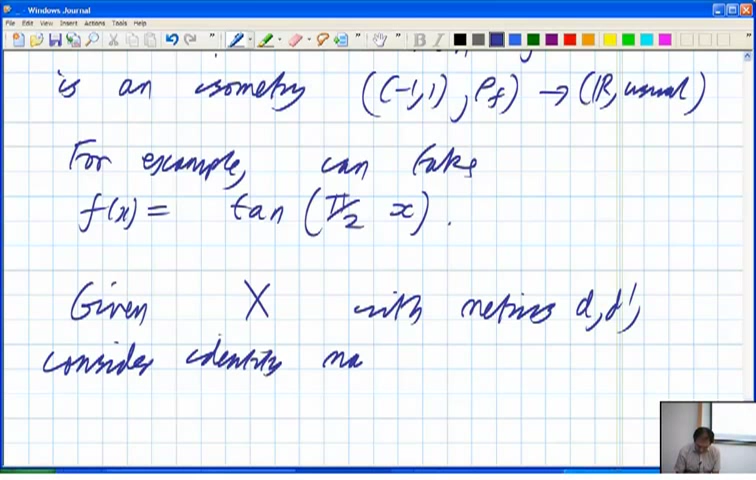 Windows Journal
File Edit View Insert Actions Tools Help
is an isometry ((-1,1), ρf) → (ℝ, usual)
For example, can take
f(x) = tan (π/2 x).
Given X with metrics d, d',
consider identity ma